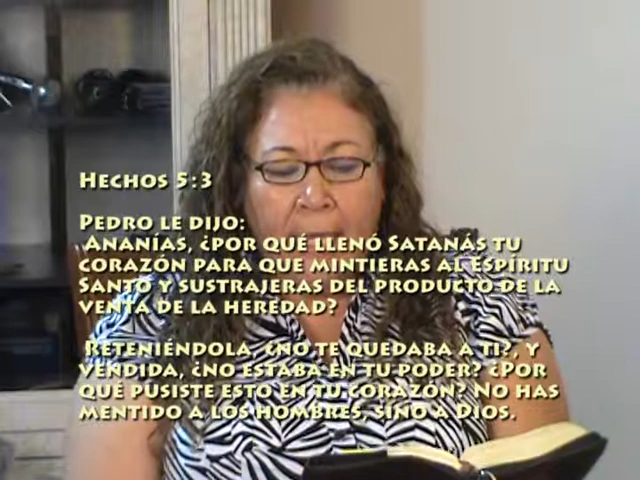 Hechos 5:3
Pedro le dijo:
Ananías, ¿por qué llenó Satanás tu
corazón para que mintieras al Espíritu
Santo y sustrajeras del producto de la
venta de la heredad?
Reteniéndola, ¿no te quedaba a ti?, y
vendida, ¿no estaba en tu poder? ¿Por
qué pusiste esto en tu corazón? No has
mentido a los hombres, sino a Dios.